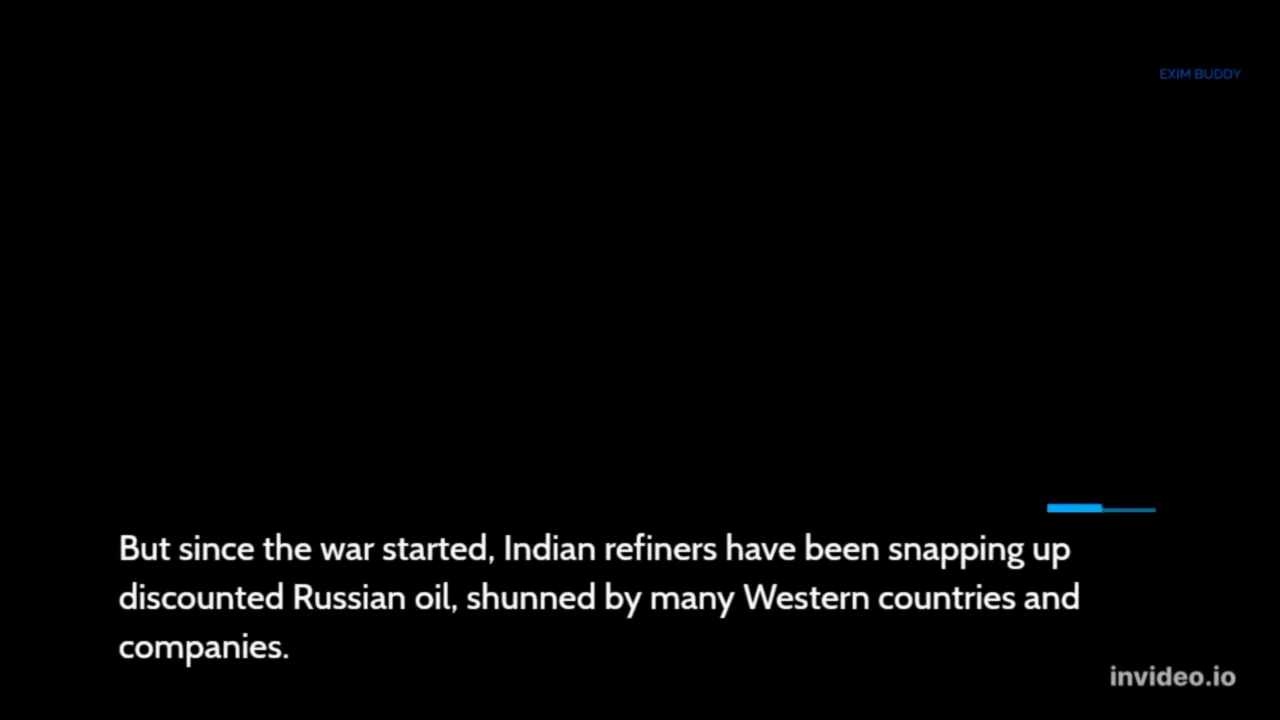 EXIM BUDDY
But since the war started, Indian refiners have been snapping up
discounted Russian oil, shunned by many Western countries and
companies.
invideo.io